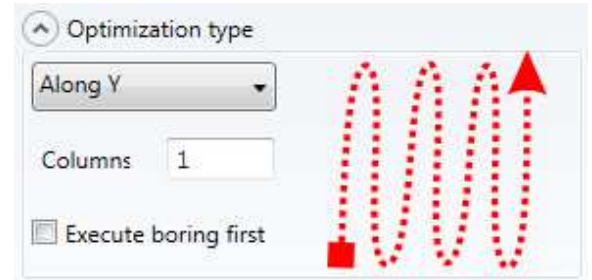 Optimization type
Along Y
Columns 1
Execute boring first